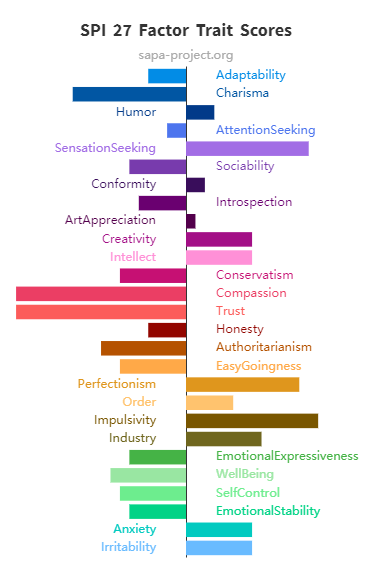 SPI 27 Factor Trait Scores
sapa-project.org
Adaptability
Charisma
Humor
AttentionSeeking
SensationSeeking
Sociability
Conformity
Introspection
ArtAppreciation
Creativity
Intellect
Conservatism
Compassion
Trust
Honesty
Authoritarianism
EasyGoingness
Perfectionism
Order
Impulsivity
Industry
EmotionalExpressiveness
WellBeing
SelfControl
EmotionalStability
Anxiety
Irritability